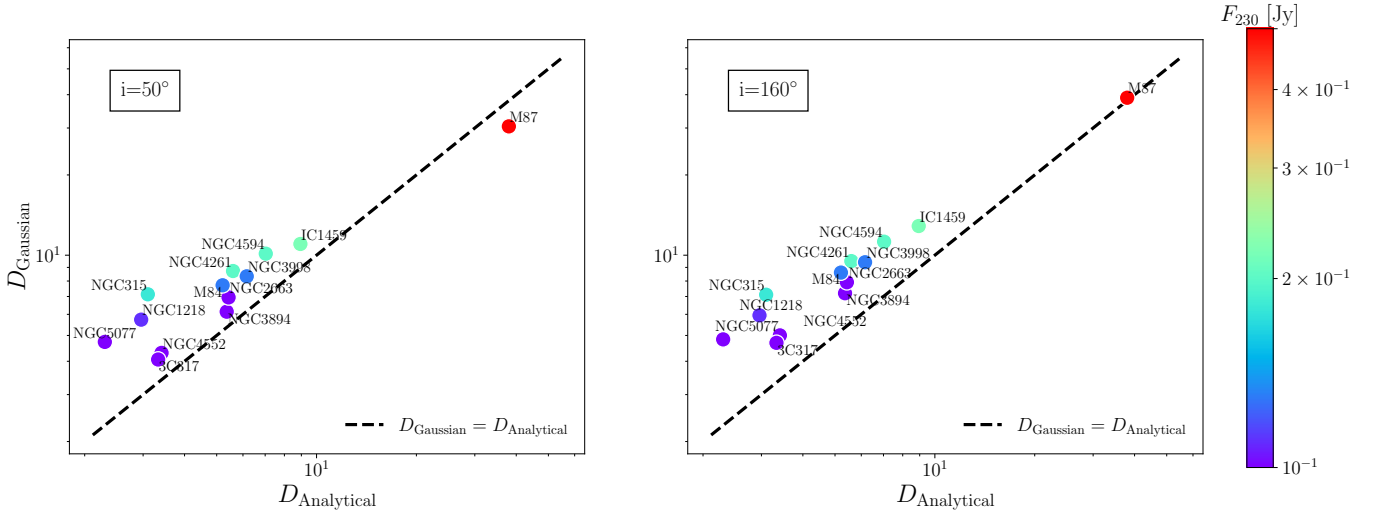 F_230 [Jy]
i=50°
M87
IC1459
NGC4594
NGC4261
NGC3998
NGC315
M84
NGC2663
NGC1218
NGC3894
NGC5077
NGC4552
3C317
D_Gaussian = D_Analytical
10^1
D_Gaussian
10^1
D_Analytical
i=160°
M87
IC1459
NGC4594
NGC4261
NGC3998
NGC315
M84
NGC2663
NGC1218
NGC3894
NGC5077
NGC4552
3C317
D_Gaussian = D_Analytical
10^1
10^1
D_Analytical
4 × 10^−1
3 × 10^−1
2 × 10^−1
10^−1